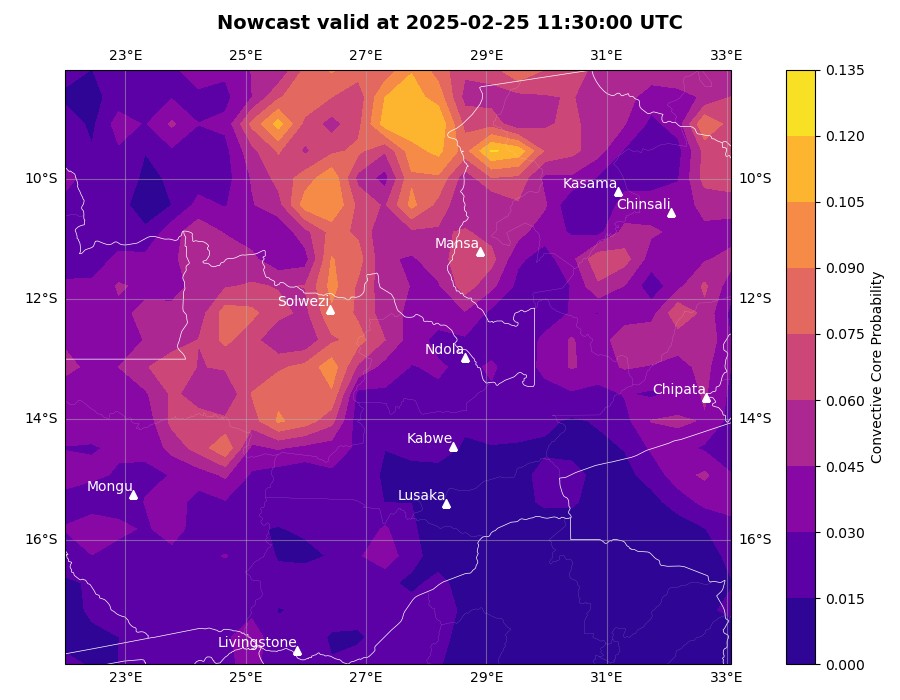 Nowcast valid at 2025-02-25 11:30:00 UTC
23°E 25°E 27°E 29°E 31°E 33°E
0.135
0.120
0.105
0.090
0.075
0.060
0.045
0.030
0.015
0.000
Convective Core Probability
10°S 10°S
12°S 12°S
14°S 14°S
16°S 16°S
Kasama
Chinsali
Mansa
Solwezi
Ndola
Chipata
Kabwe
Mongu
Lusaka
Livingstone
23°E 25°E 27°E 29°E 31°E 33°E